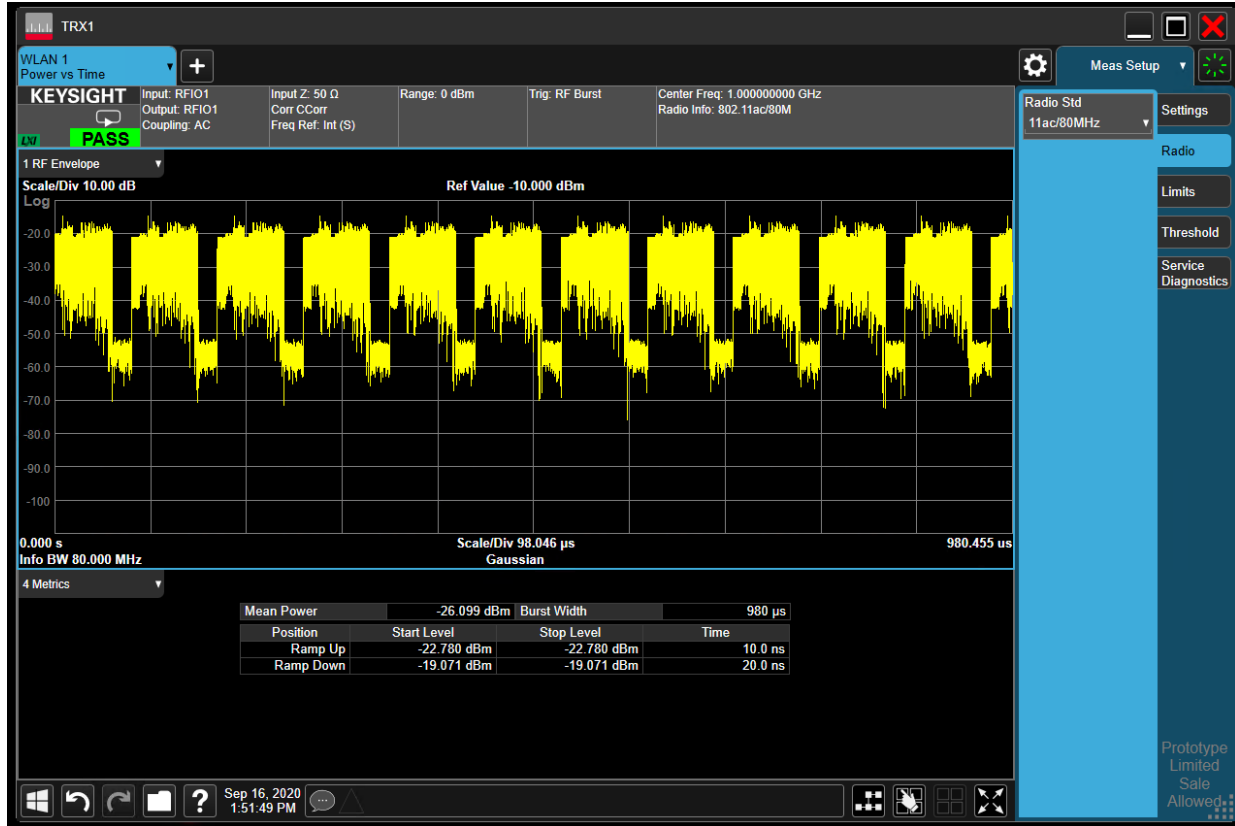 TRX1
WLAN 1
Power vs Time
Meas Setup
KEYSIGHT
LXI
PASS
Input: RFIO1
Output: RFIO1
Coupling: AC
Input Z: 50 Ω
Corr CCorr
Freq Ref: Int (S)
Range: 0 dBm
Trig: RF Burst
Center Freq: 1.000000000 GHz
Radio Info: 802.11ac/80M
Radio Std
11ac/80MHz
Settings
Radio
Limits
Threshold
Service
Diagnostics
1 RF Envelope
Scale/Div 10.00 dB
Ref Value -10.000 dBm
Log
-20.0
-30.0
-40.0
-50.0
-60.0
-70.0
-80.0
-90.0
-100
0.000 s
Scale/Div 98.046 µs
980.455 us
Info BW 80.000 MHz
Gaussian
4 Metrics
Mean Power -26.099 dBm Burst Width 980 µs
Position Start Level Stop Level Time
Ramp Up -22.780 dBm -22.780 dBm 10.0 ns
Ramp Down -19.071 dBm -19.071 dBm 20.0 ns
Prototype
Limited
Sale
Allowed
?
Sep 16, 2020
1:51:49 PM